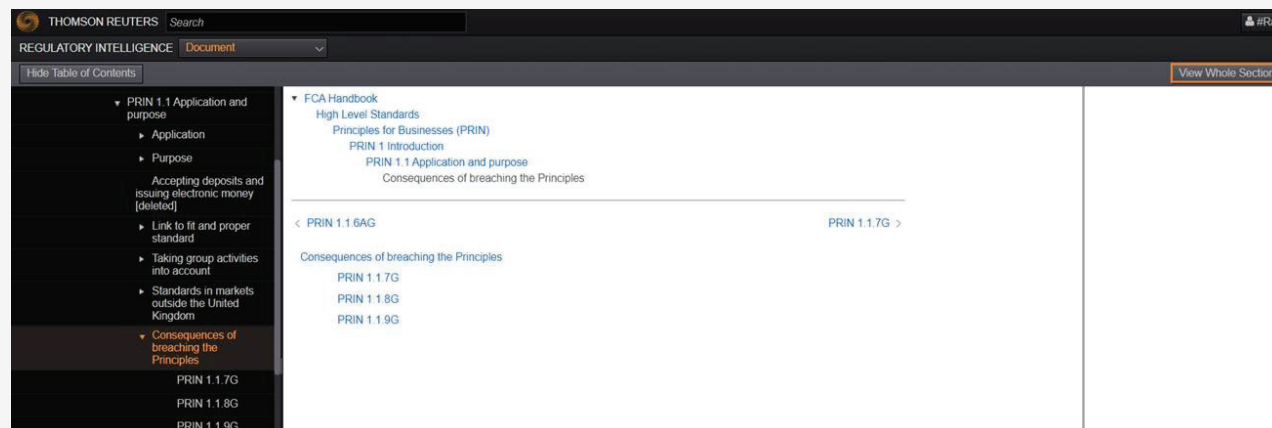 THOMSON REUTERS Search
#R
REGULATORY INTELLIGENCE Document
Hide Table of Contents
View Whole Section
PRIN 1.1 Application and
purpose
Application
Purpose
Accepting deposits and
issuing electronic money
[deleted]
Link to fit and proper
standard
Taking group activities
into account
Standards in markets
outside the United
Kingdom
Consequences of
breaching the
Principles
PRIN 1.1.7G
PRIN 1.1.8G
PRIN 1.1.9G
FCA Handbook
High Level Standards
Principles for Businesses (PRIN)
PRIN 1 Introduction
PRIN 1.1 Application and purpose
Consequences of breaching the Principles
< PRIN 1.1.6AG
PRIN 1.1.7G >
Consequences of breaching the Principles
PRIN 1.1.7G
PRIN 1.1.8G
PRIN 1.1.9G